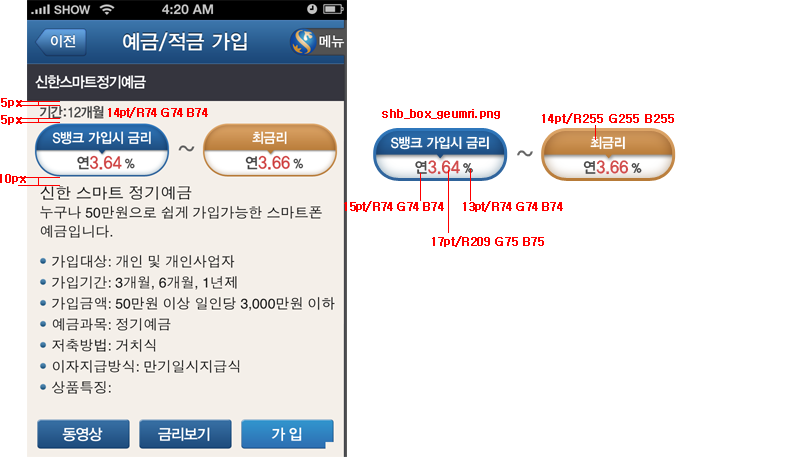 SHOW 4:20 AM
이전 예금/적금 가입 메뉴
신한스마트정기예금
5px
기간:12개월 14pt/R74 G74 B74
5px
S뱅크 가입시 금리 ~ 최금리
연3.64 % 연3.66 %
10px
신한 스마트 정기예금
누구나 50만원으로 쉽게 가입가능한 스마트폰
예금입니다.
가입대상: 개인 및 개인사업자
가입기간: 3개월, 6개월, 1년제
가입금액: 50만원 이상 일인당 3,000만원 이하
예금과목: 정기예금
저축방법: 거치식
이자지급방식: 만기일시지급식
상품특징:
동영상 금리보기 가 입
shb_box_geumri.png
14pt/R255 G255 B255
S뱅크 가입시 금리 ~ 최금리
연3.64 % 연3.66 %
15pt/R74 G74 B74 13pt/R74 G74 B74
17pt/R209 G75 B75